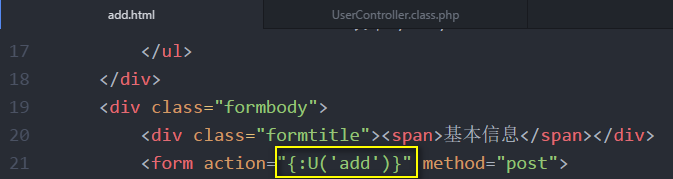 add.html
UserController.class.php
17 </ul>
18 </div>
19 <div class="formbody">
20 <div class="formtitle"><span>基本信息</span></div>
21 <form action="{:U('add')}" method="post">